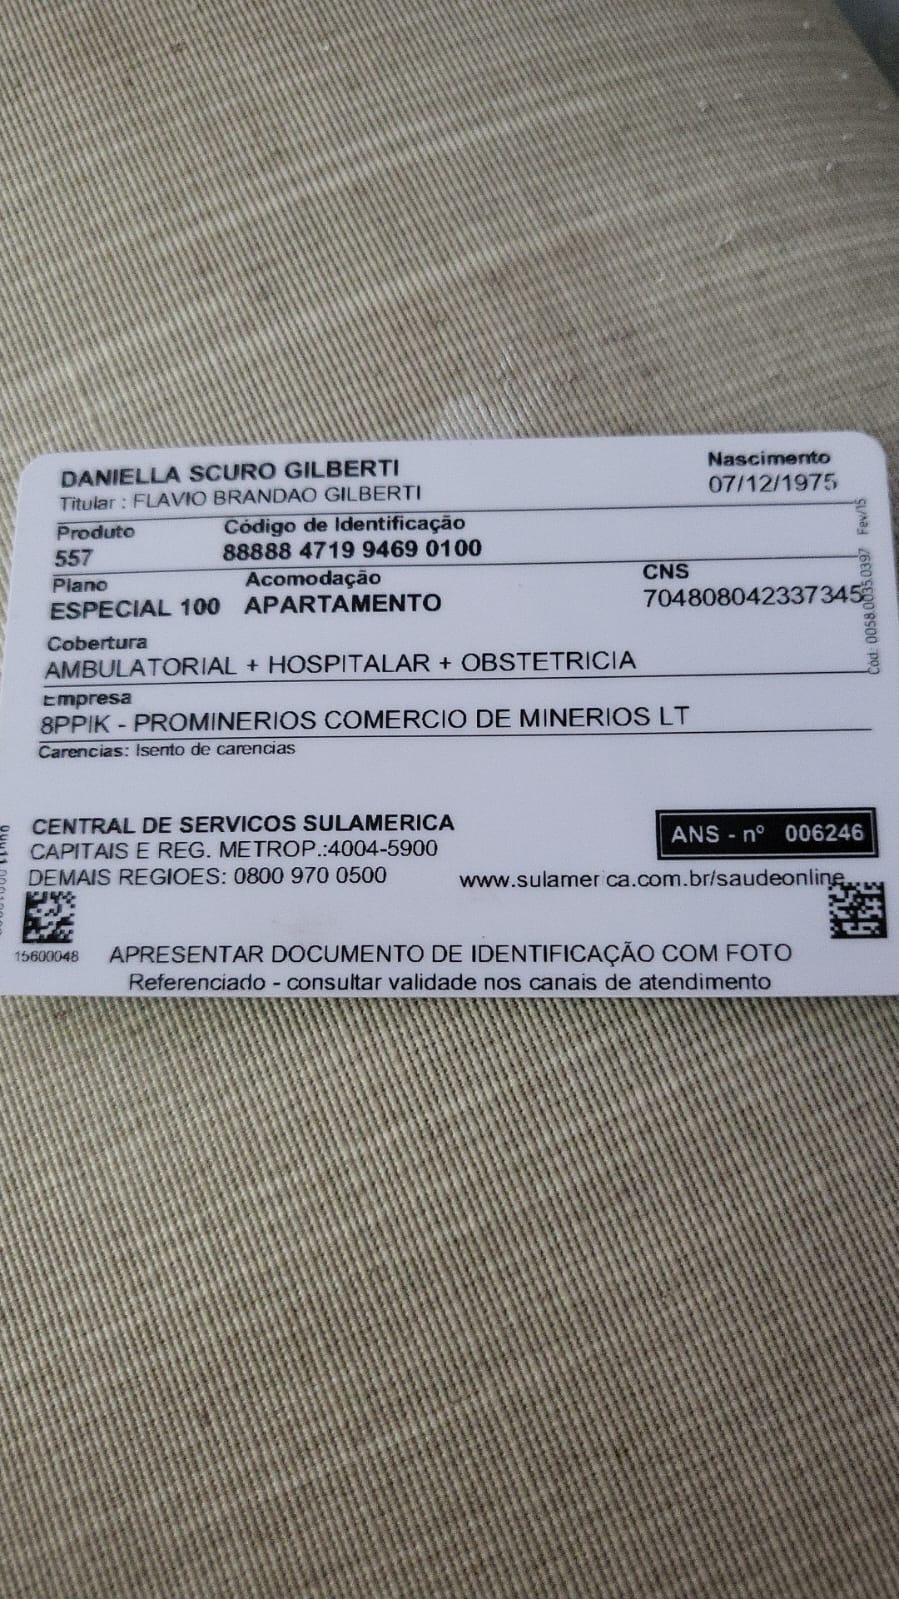 DANIELLA SCURO GILBERTI
Titular : FLAVIO BRANDAO GILBERTI
Nascimento
07/12/1975
Produto
557
Código de Identificação
88888 4719 9469 0100
Plano
ESPECIAL 100
Acomodação
APARTAMENTO
CNS
704808042337345
Cobertura
AMBULATORIAL + HOSPITALAR + OBSTETRICIA
Empresa
8PPIK - PROMINERIOS COMERCIO DE MINERIOS LT
Carencias: Isento de carencias
Cód: 0058.0035.0397 Fev/15
CENTRAL DE SERVICOS SULAMERICA
CAPITAIS E REG. METROP.:4004-5900
DEMAIS REGIOES: 0800 970 0500
ANS - nº 006246
www.sulamerica.com.br/saudeonline
15600048
APRESENTAR DOCUMENTO DE IDENTIFICAÇÃO COM FOTO
Referenciado - consultar validade nos canais de atendimento